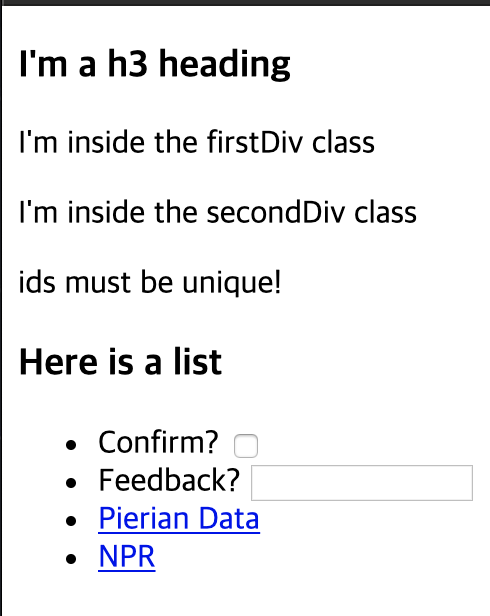 I'm a h3 heading
I'm inside the firstDiv class
I'm inside the secondDiv class
ids must be unique!
Here is a list
Confirm?
Feedback?
Pierian Data
NPR